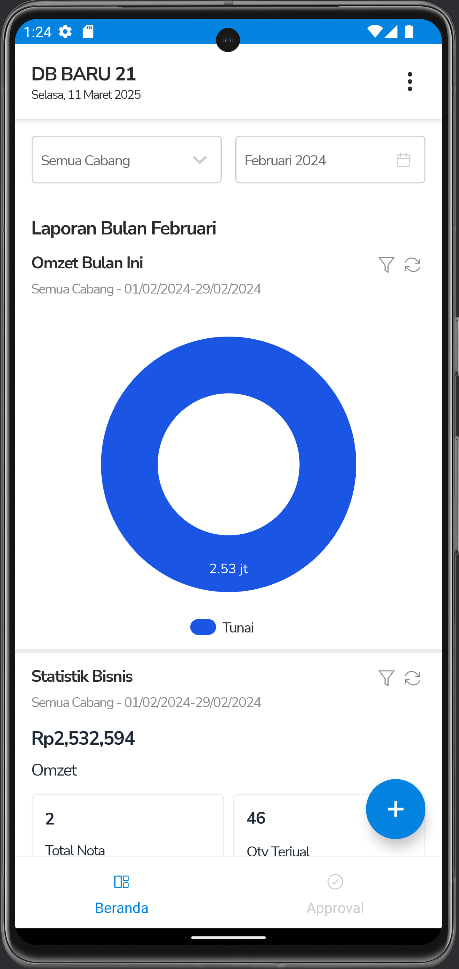 1:24
DB BARU 21
Selasa, 11 Maret 2025
Semua Cabang
Februari 2024
Laporan Bulan Februari
Omzet Bulan Ini
Semua Cabang - 01/02/2024-29/02/2024
2.53 jt
Tunai
Statistik Bisnis
Semua Cabang - 01/02/2024-29/02/2024
Rp2,532,594
Omzet
2
46
Total Nota
Qty Terjual
Beranda
Approval